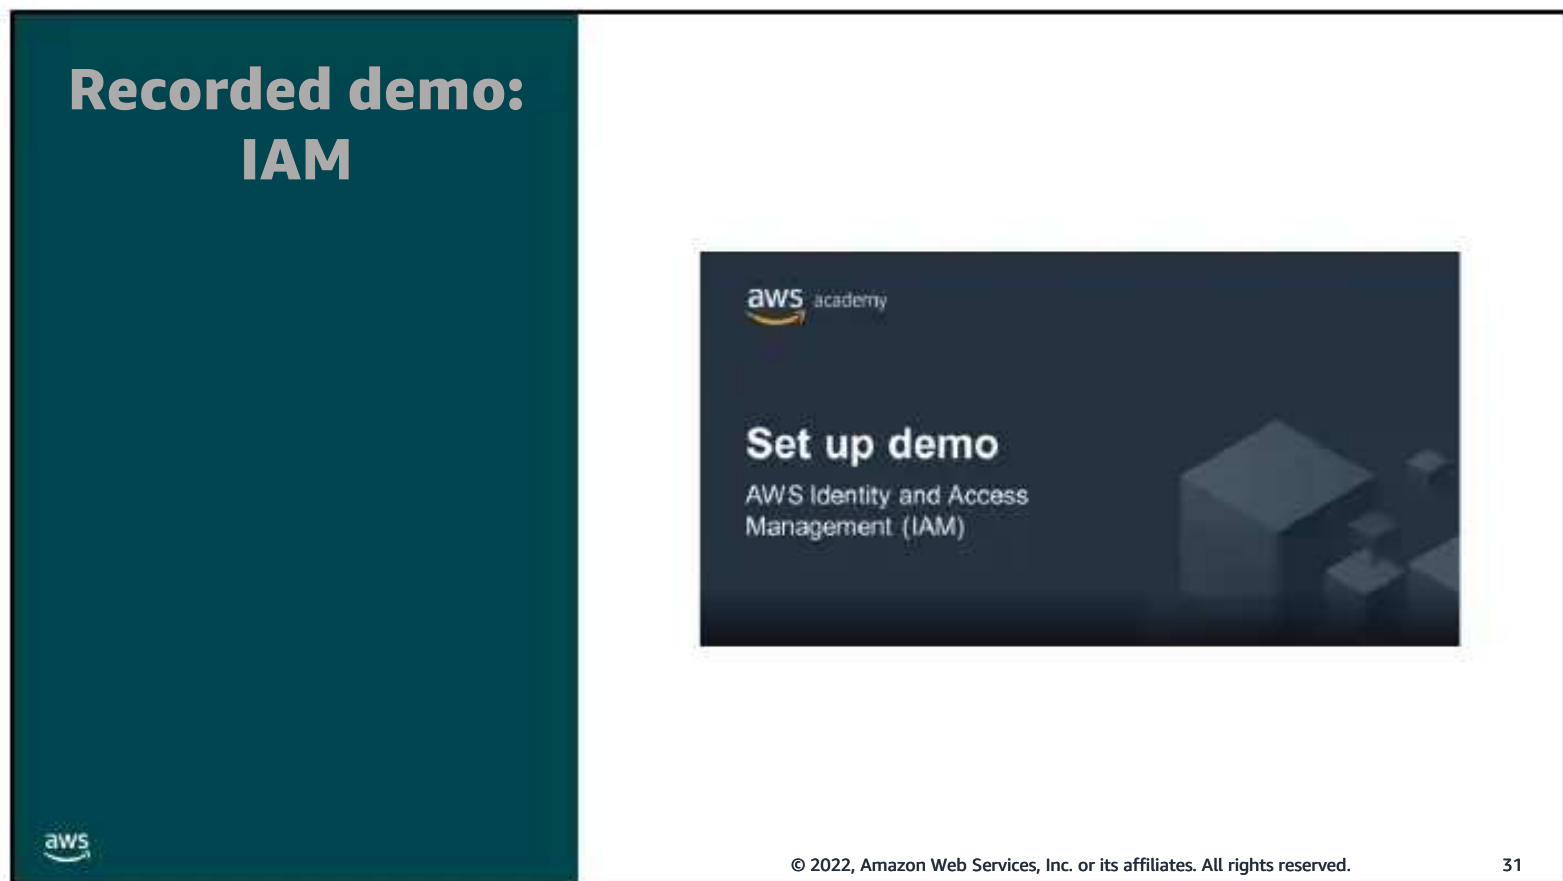 Recorded demo:
IAM
aws academy
Set up demo
AWS Identity and Access
Management (IAM)
aws
© 2022, Amazon Web Services, Inc. or its affiliates. All rights reserved.
31